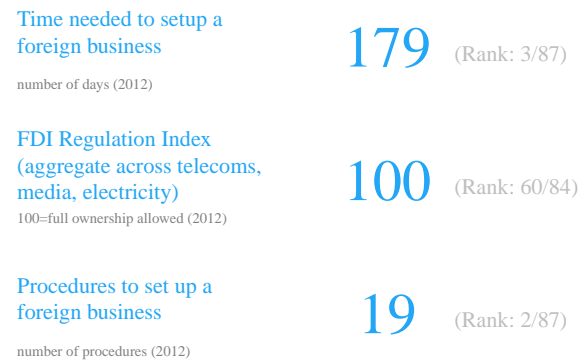 Time needed to setup a
foreign business
number of days (2012)
179 (Rank: 3/87)
FDI Regulation Index
(aggregate across telecoms,
media, electricity)
100=full ownership allowed (2012)
100 (Rank: 60/84)
Procedures to set up a
foreign business
number of procedures (2012)
19 (Rank: 2/87)